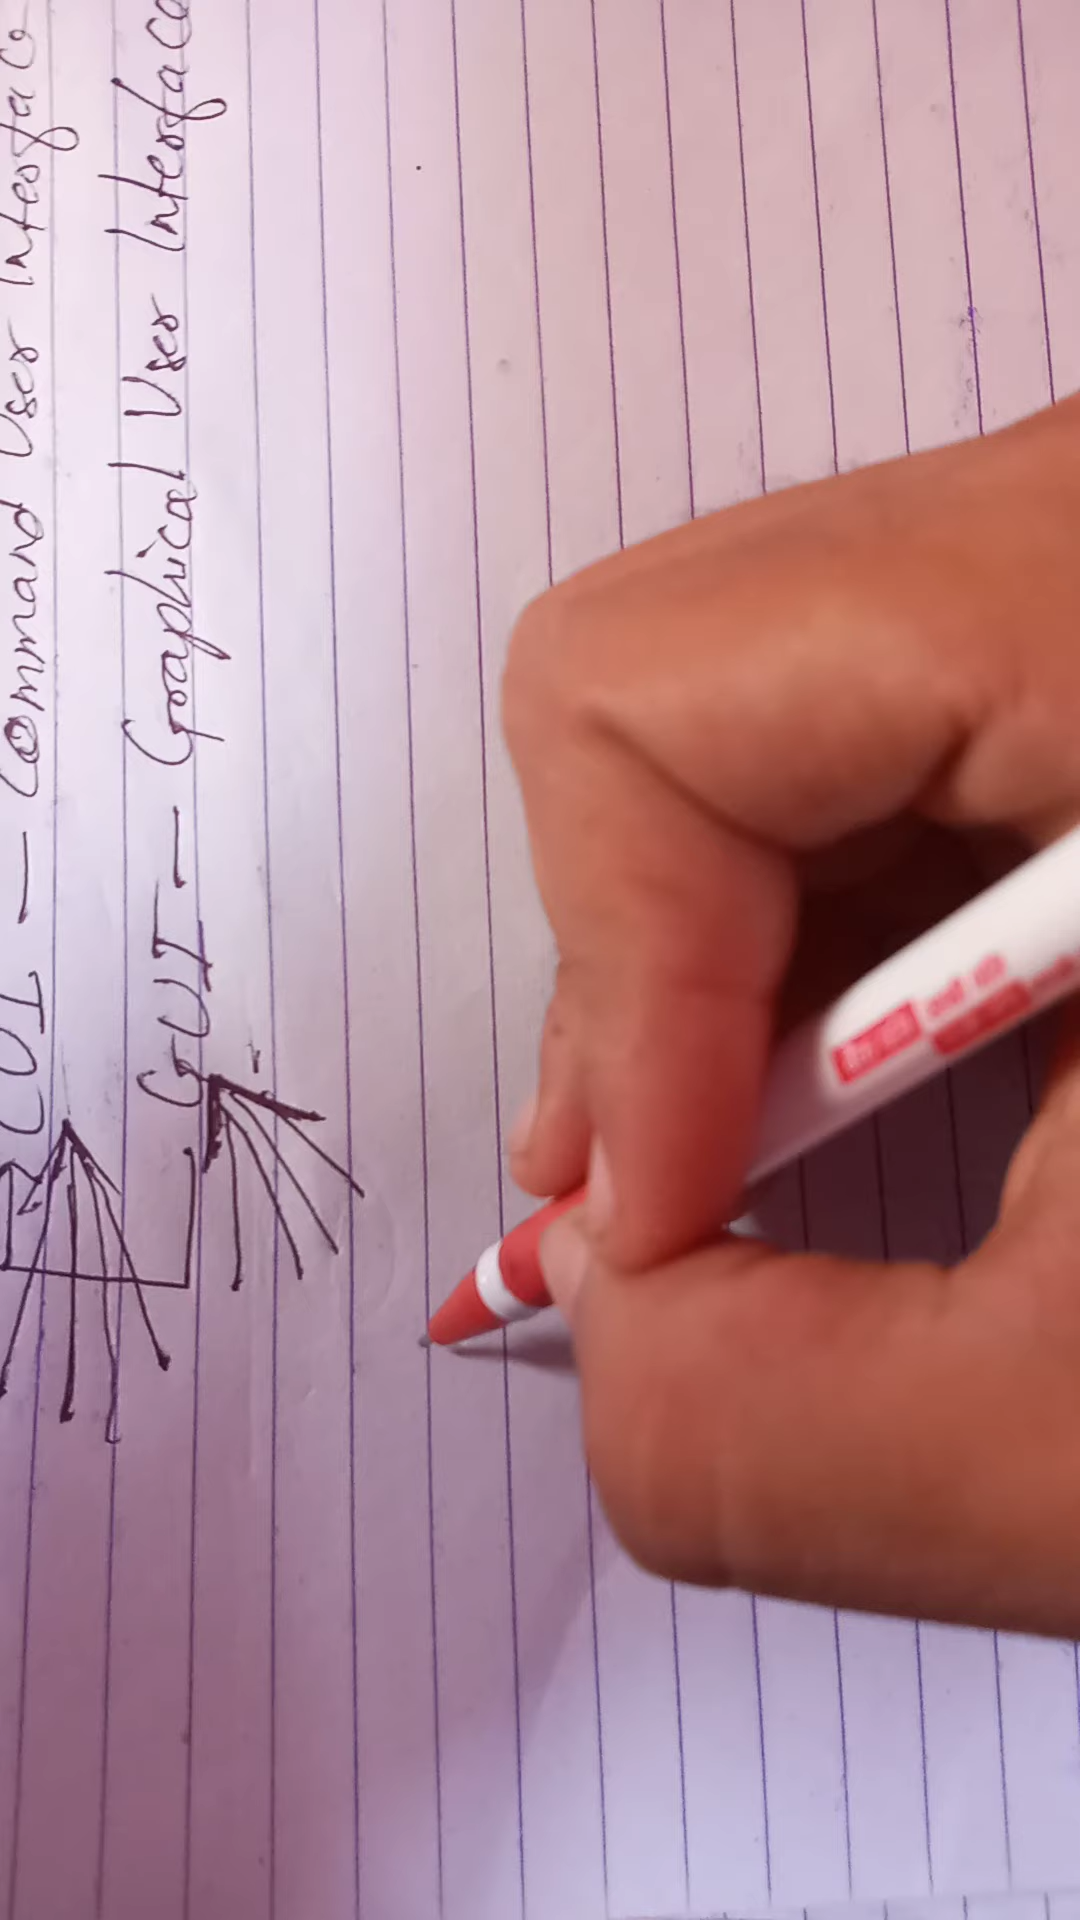 CUI - Command User Interface
GUI - Graphical User Interface